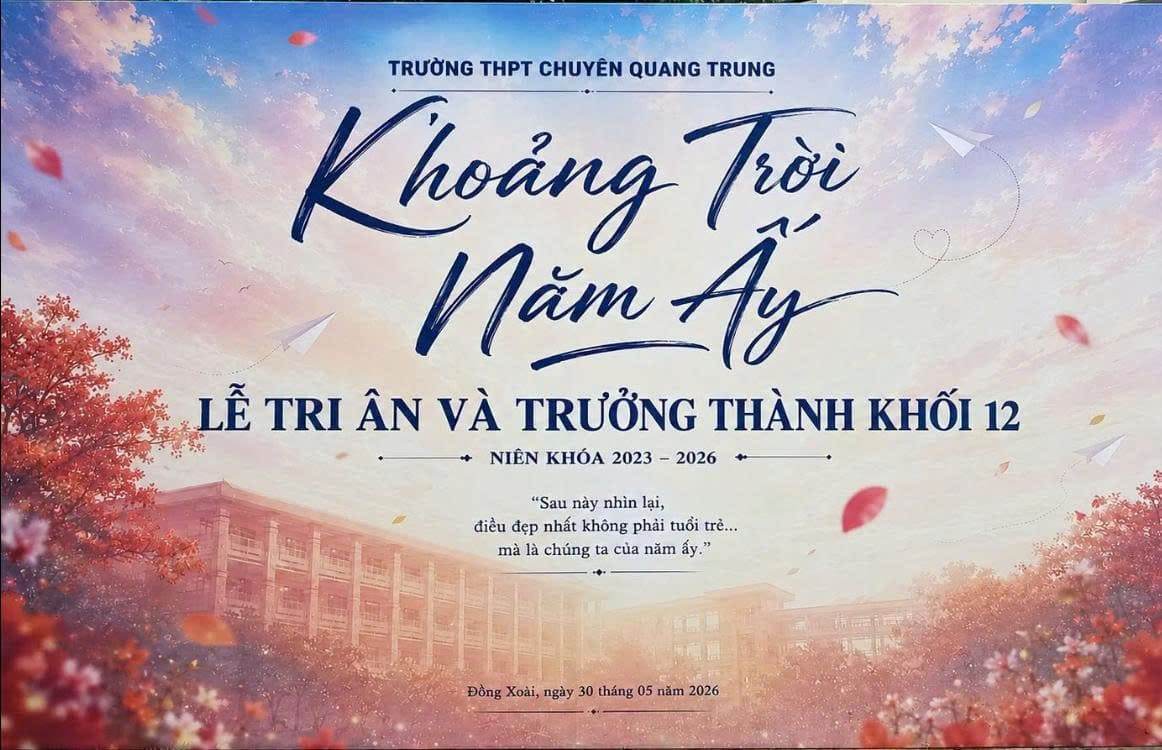 TRƯỜNG THPT CHUYÊN QUANG TRUNG
Khoảng Trời
Năm Ấy
LỄ TRI ÂN VÀ TRƯỞNG THÀNH KHỐI 12
NIÊN KHÓA 2023 – 2026
“Sau này nhìn lại,
điều đẹp nhất không phải tuổi trẻ...
mà là chúng ta của năm ấy.”
Đồng Xoài, ngày 30 tháng 05 năm 2026